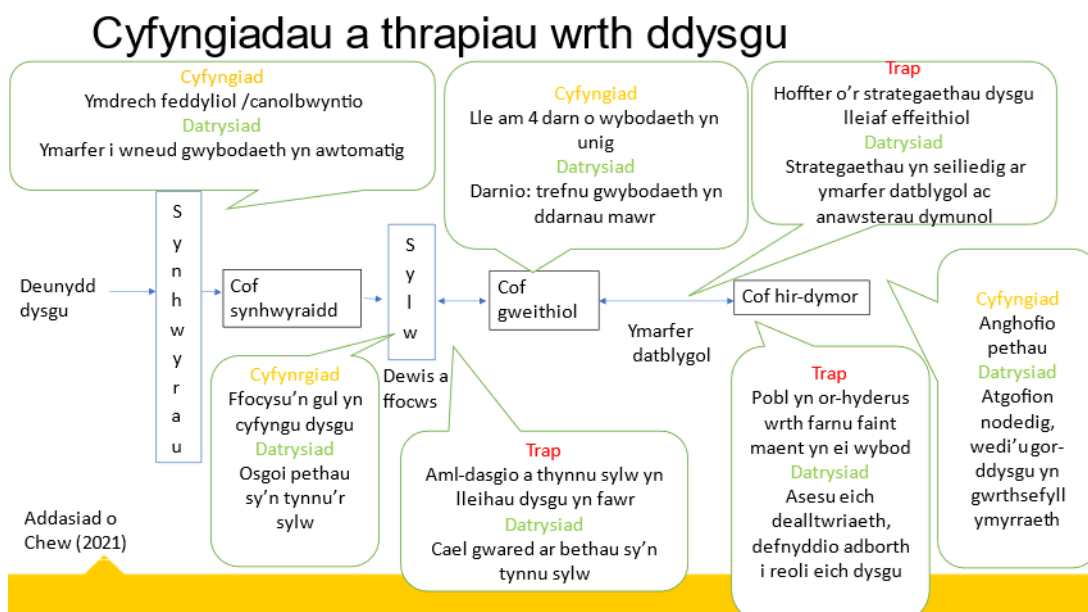 Cyfyngiadau a thrapiau wrth ddysgu
Cyfyngiad
Ymdrech feddyliol /canolbwyntio
Datrysiad
Ymarfer i wneud gwybodaeth yn awtomatig
Cyfyngiad
Lle am 4 darn o wybodaeth yn
unig
Datrysiad
Darnio: trefnu gwybodaeth yn
ddarnau mawr
Trap
Hoffter o'r strategaethau dysgu
lleiaf effeithiol
Datrysiad
Strategaethau yn seiliedig ar
ymarfer datblygol ac
anawsterau dymunol
Deunydd
dysgu
S
y
n
h
w
y
r
a
u
Cof
synhwyraidd
S
y
l
w
Dewis a
ffocws
Cof
gweithiol
Ymarfer
datblygol
Cof hir-dymor
Cyfynrgiad
Ffocysu'n gul yn
cyfyngu dysgu
Datrysiad
Osgoi pethau
sy'n tynnu'r
sylw
Trap
Aml-dasgio a thynnu sylw yn
lleihau dysgu yn fawr
Datrysiad
Cael gwared ar bethau sy'n
tynnu sylw
Trap
Pobl yn or-hyderus
wrth farnu faint
maent yn ei wybod
Datrysiad
Asesu eich
dealltwriaeth,
defnyddio adborth
i reoli eich dysgu
Cyfyngiad
Anghofio
pethau
Datrysiad
Atgofion
nodedig,
wedi'u gor-
ddysgu yn
gwrthsefyll
ymyrraeth
Addasiad o
Chew (2021)